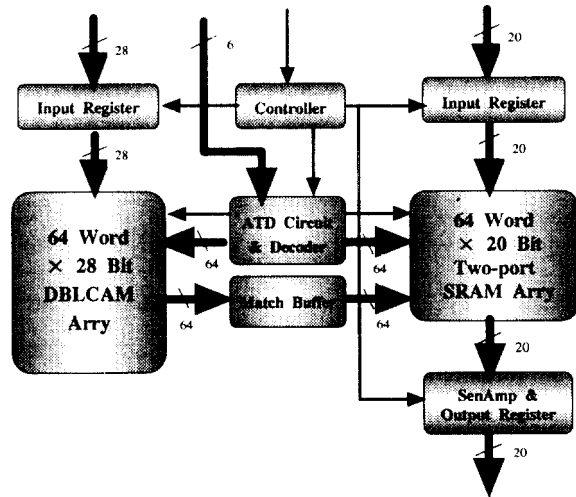 28
6
20
Input Register
Controller
Input Register
28
20
64 Word
× 28 Bit
DBLCAM
Arry
ATD Circuit
& Decoder
64 Word
× 20 Bit
Two-port
SRAM Arry
64
64
Match Buffer
64
64
20
SenAmp &
Output Register
20